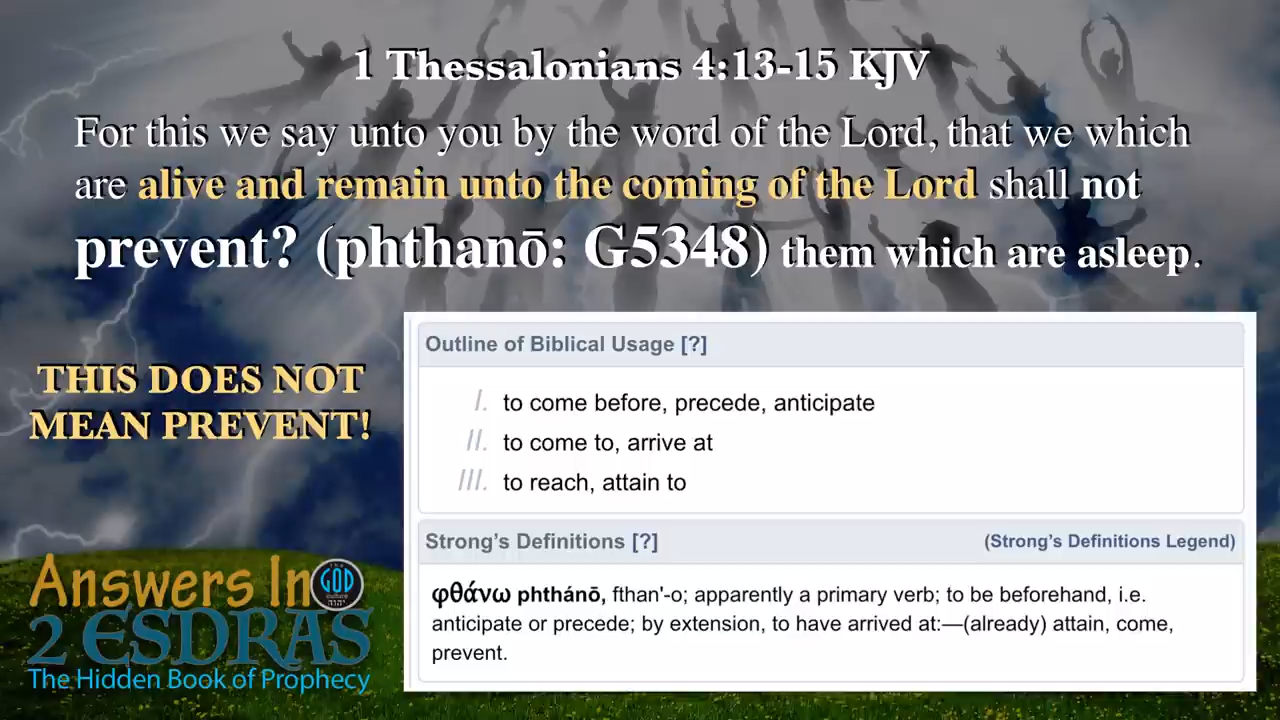 1 Thessalonians 4:13-15 KJV
For this we say unto you by the word of the Lord, that we which
are alive and remain unto the coming of the Lord shall not
prevent? (phthanō: G5348) them which are asleep.
THIS DOES NOT
MEAN PREVENT!
Outline of Biblical Usage [?]
I. to come before, precede, anticipate
II. to come to, arrive at
III. to reach, attain to
Strong's Definitions [?] (Strong's Definitions Legend)
φθάνω phthánō, fthan'-o; apparently a primary verb; to be beforehand, i.e.
anticipate or precede; by extension, to have arrived at:—(already) attain, come,
prevent.
Answers In
THE
GOD
culture
יהוה
2 ESDRAS
The Hidden Book of Prophecy